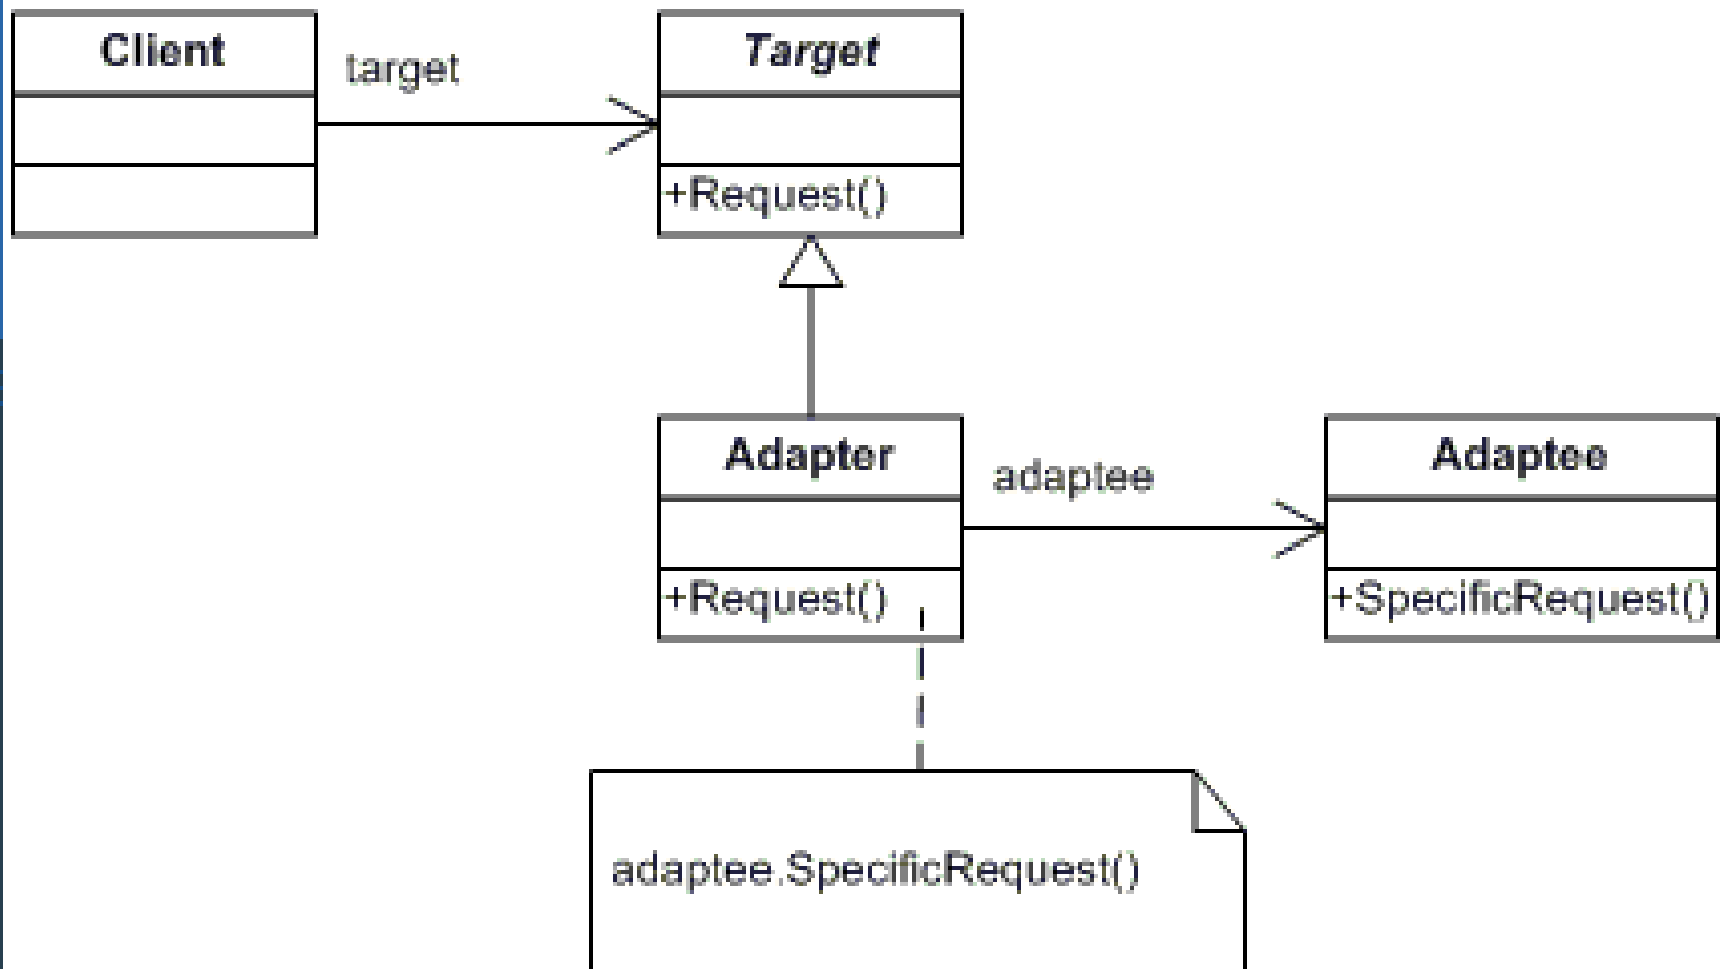 Client
target
Target
+Request()
Adapter
adaptee
Adaptee
+Request()
+SpecificRequest()
adaptee.SpecificRequest()